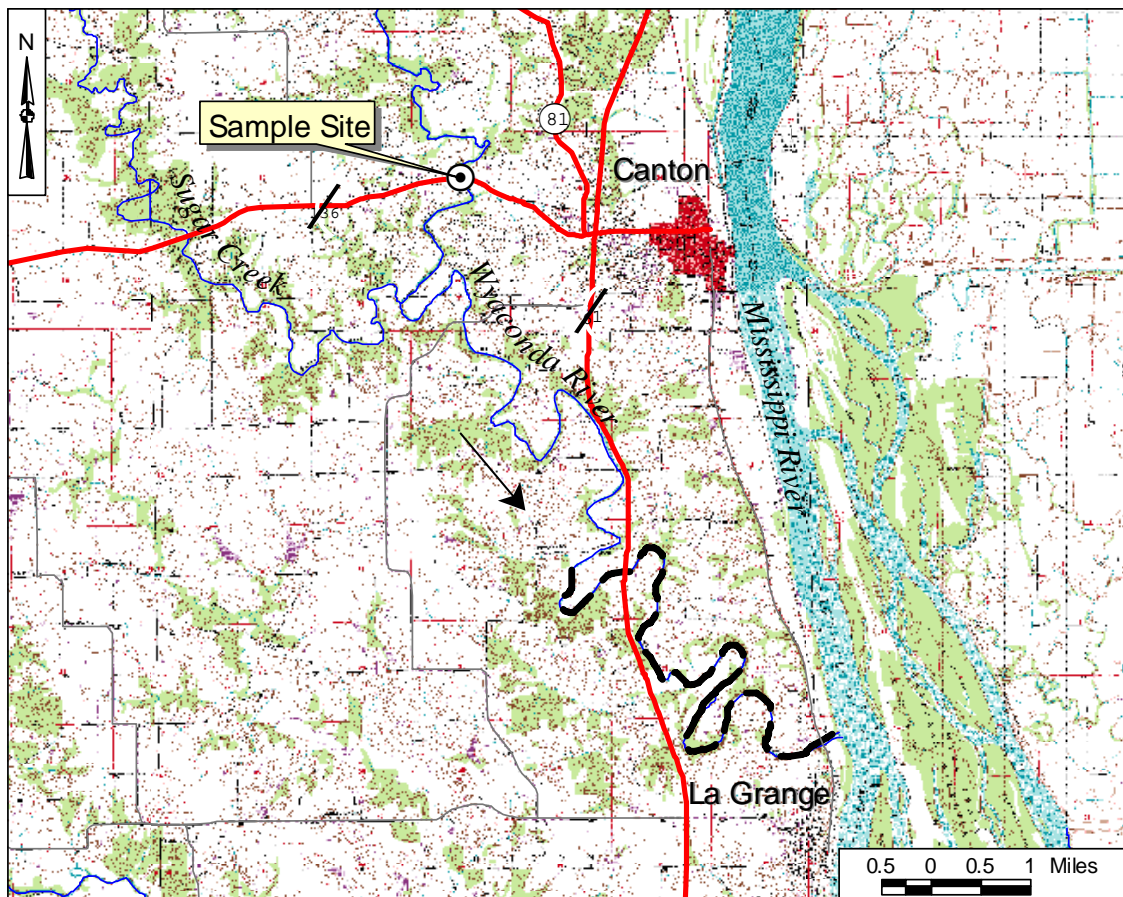 N
81
Sample Site
Canton
Sugar Creek
36
Wyaconda River
Mississippi River
La Grange
0.5 0 0.5 1 Miles